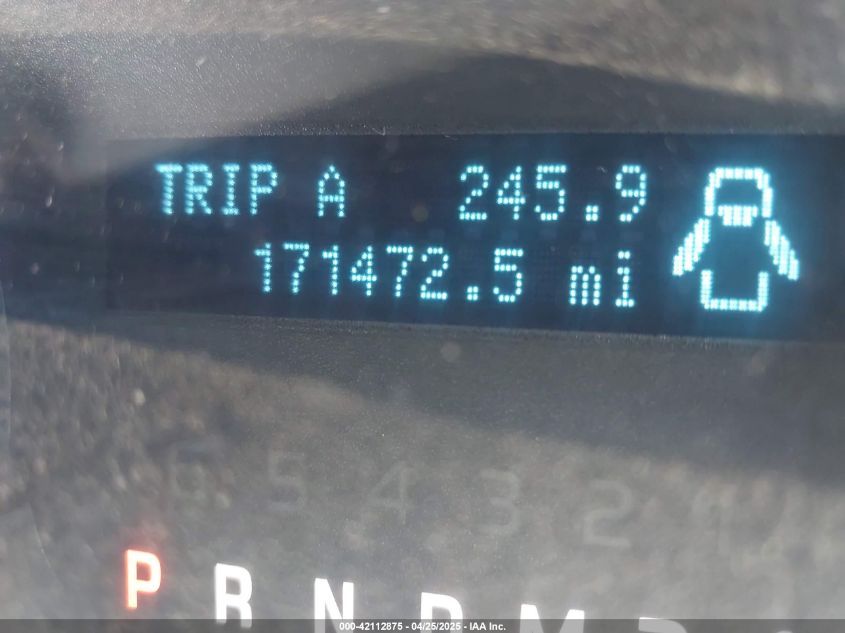 TRIP A 245.9
171472.5 mi
6 5 4 3 2 1
P R N D M
000-42112875 - 04/25/2025 - IAA Inc.